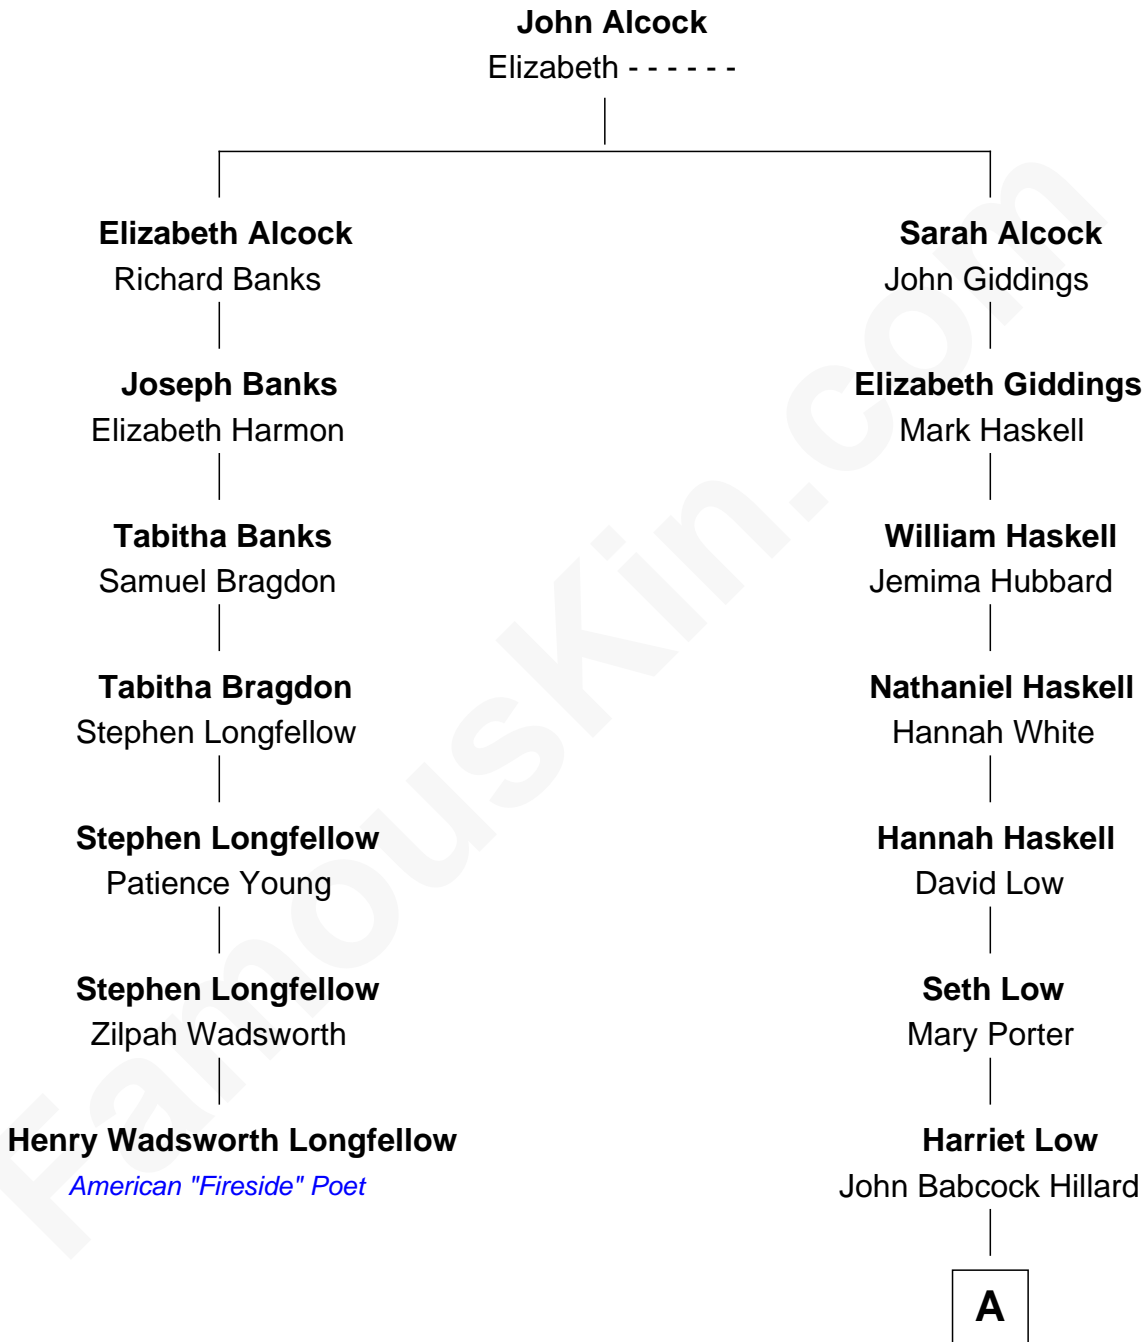 John Alcock
Elizabeth - - - - - -
Elizabeth Alcock
Richard Banks
Joseph Banks
Elizabeth Harmon
Tabitha Banks
Samuel Bragdon
Tabitha Bragdon
Stephen Longfellow
Stephen Longfellow
Patience Young
Stephen Longfellow
Zilpah Wadsworth
Henry Wadsworth Longfellow
American "Fireside" Poet
Sarah Alcock
John Giddings
Elizabeth Giddings
Mark Haskell
William Haskell
Jemima Hubbard
Nathaniel Haskell
Hannah White
Hannah Haskell
David Low
Seth Low
Mary Porter
Harriet Low
John Babcock Hillard
A
FamousKin.com